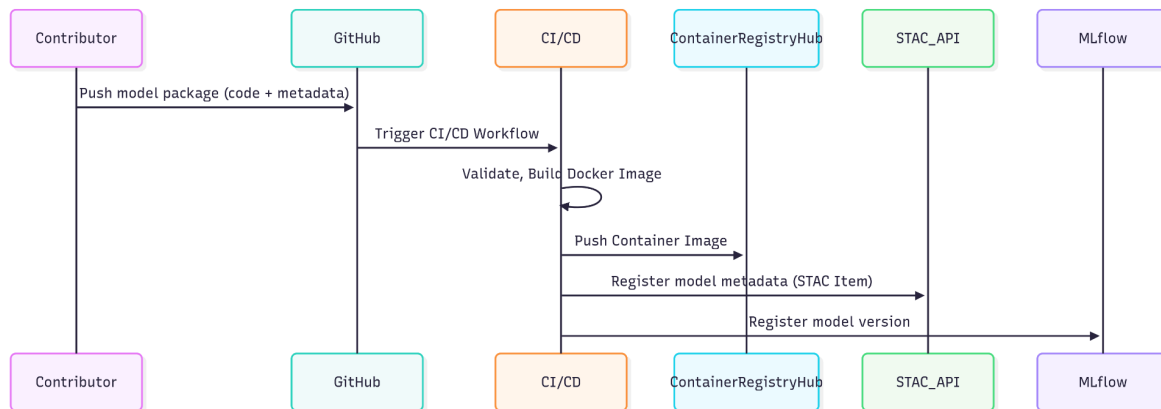 Contributor
GitHub
CI/CD
ContainerRegistryHub
STAC_API
MLflow
Push model package (code + metadata)
Trigger CI/CD Workflow
Validate, Build Docker Image
Push Container Image
Register model metadata (STAC Item)
Register model version
Contributor
GitHub
CI/CD
ContainerRegistryHub
STAC_API
MLflow